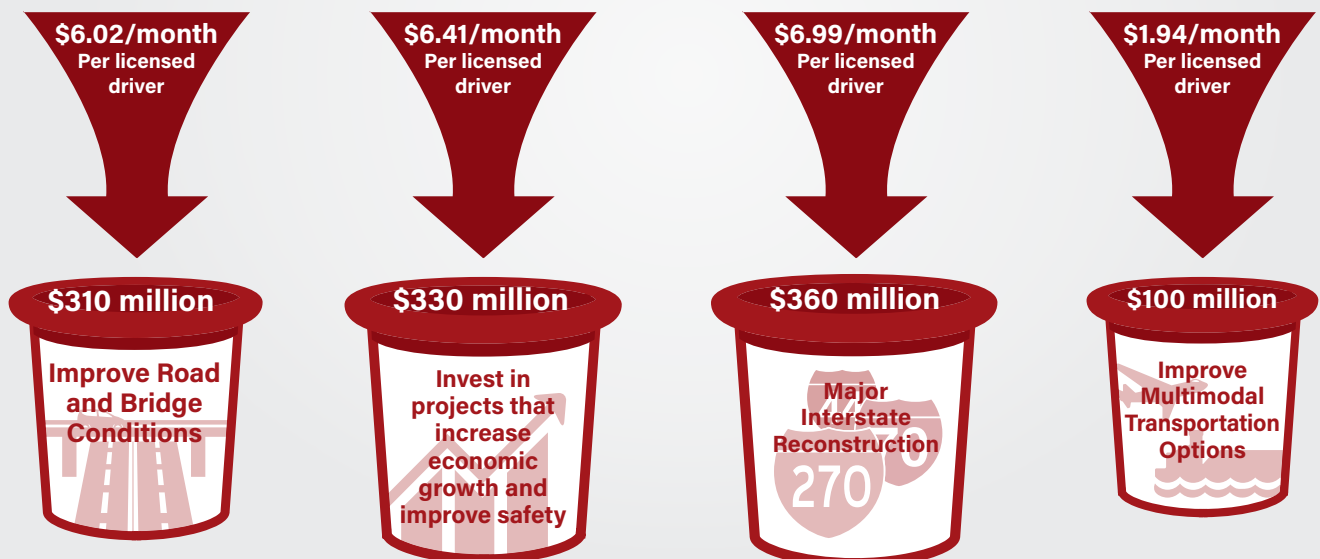 $6.02/month
Per licensed
driver
$6.41/month
Per licensed
driver
$6.99/month
Per licensed
driver
$1.94/month
Per licensed
driver
$310 million
Improve Road
and Bridge
Conditions
$330 million
Invest in
projects that
increase
economic
growth and
improve safety
$360 million
Major
Interstate
Reconstruction
44
70
270
$100 million
Improve
Multimodal
Transportation
Options